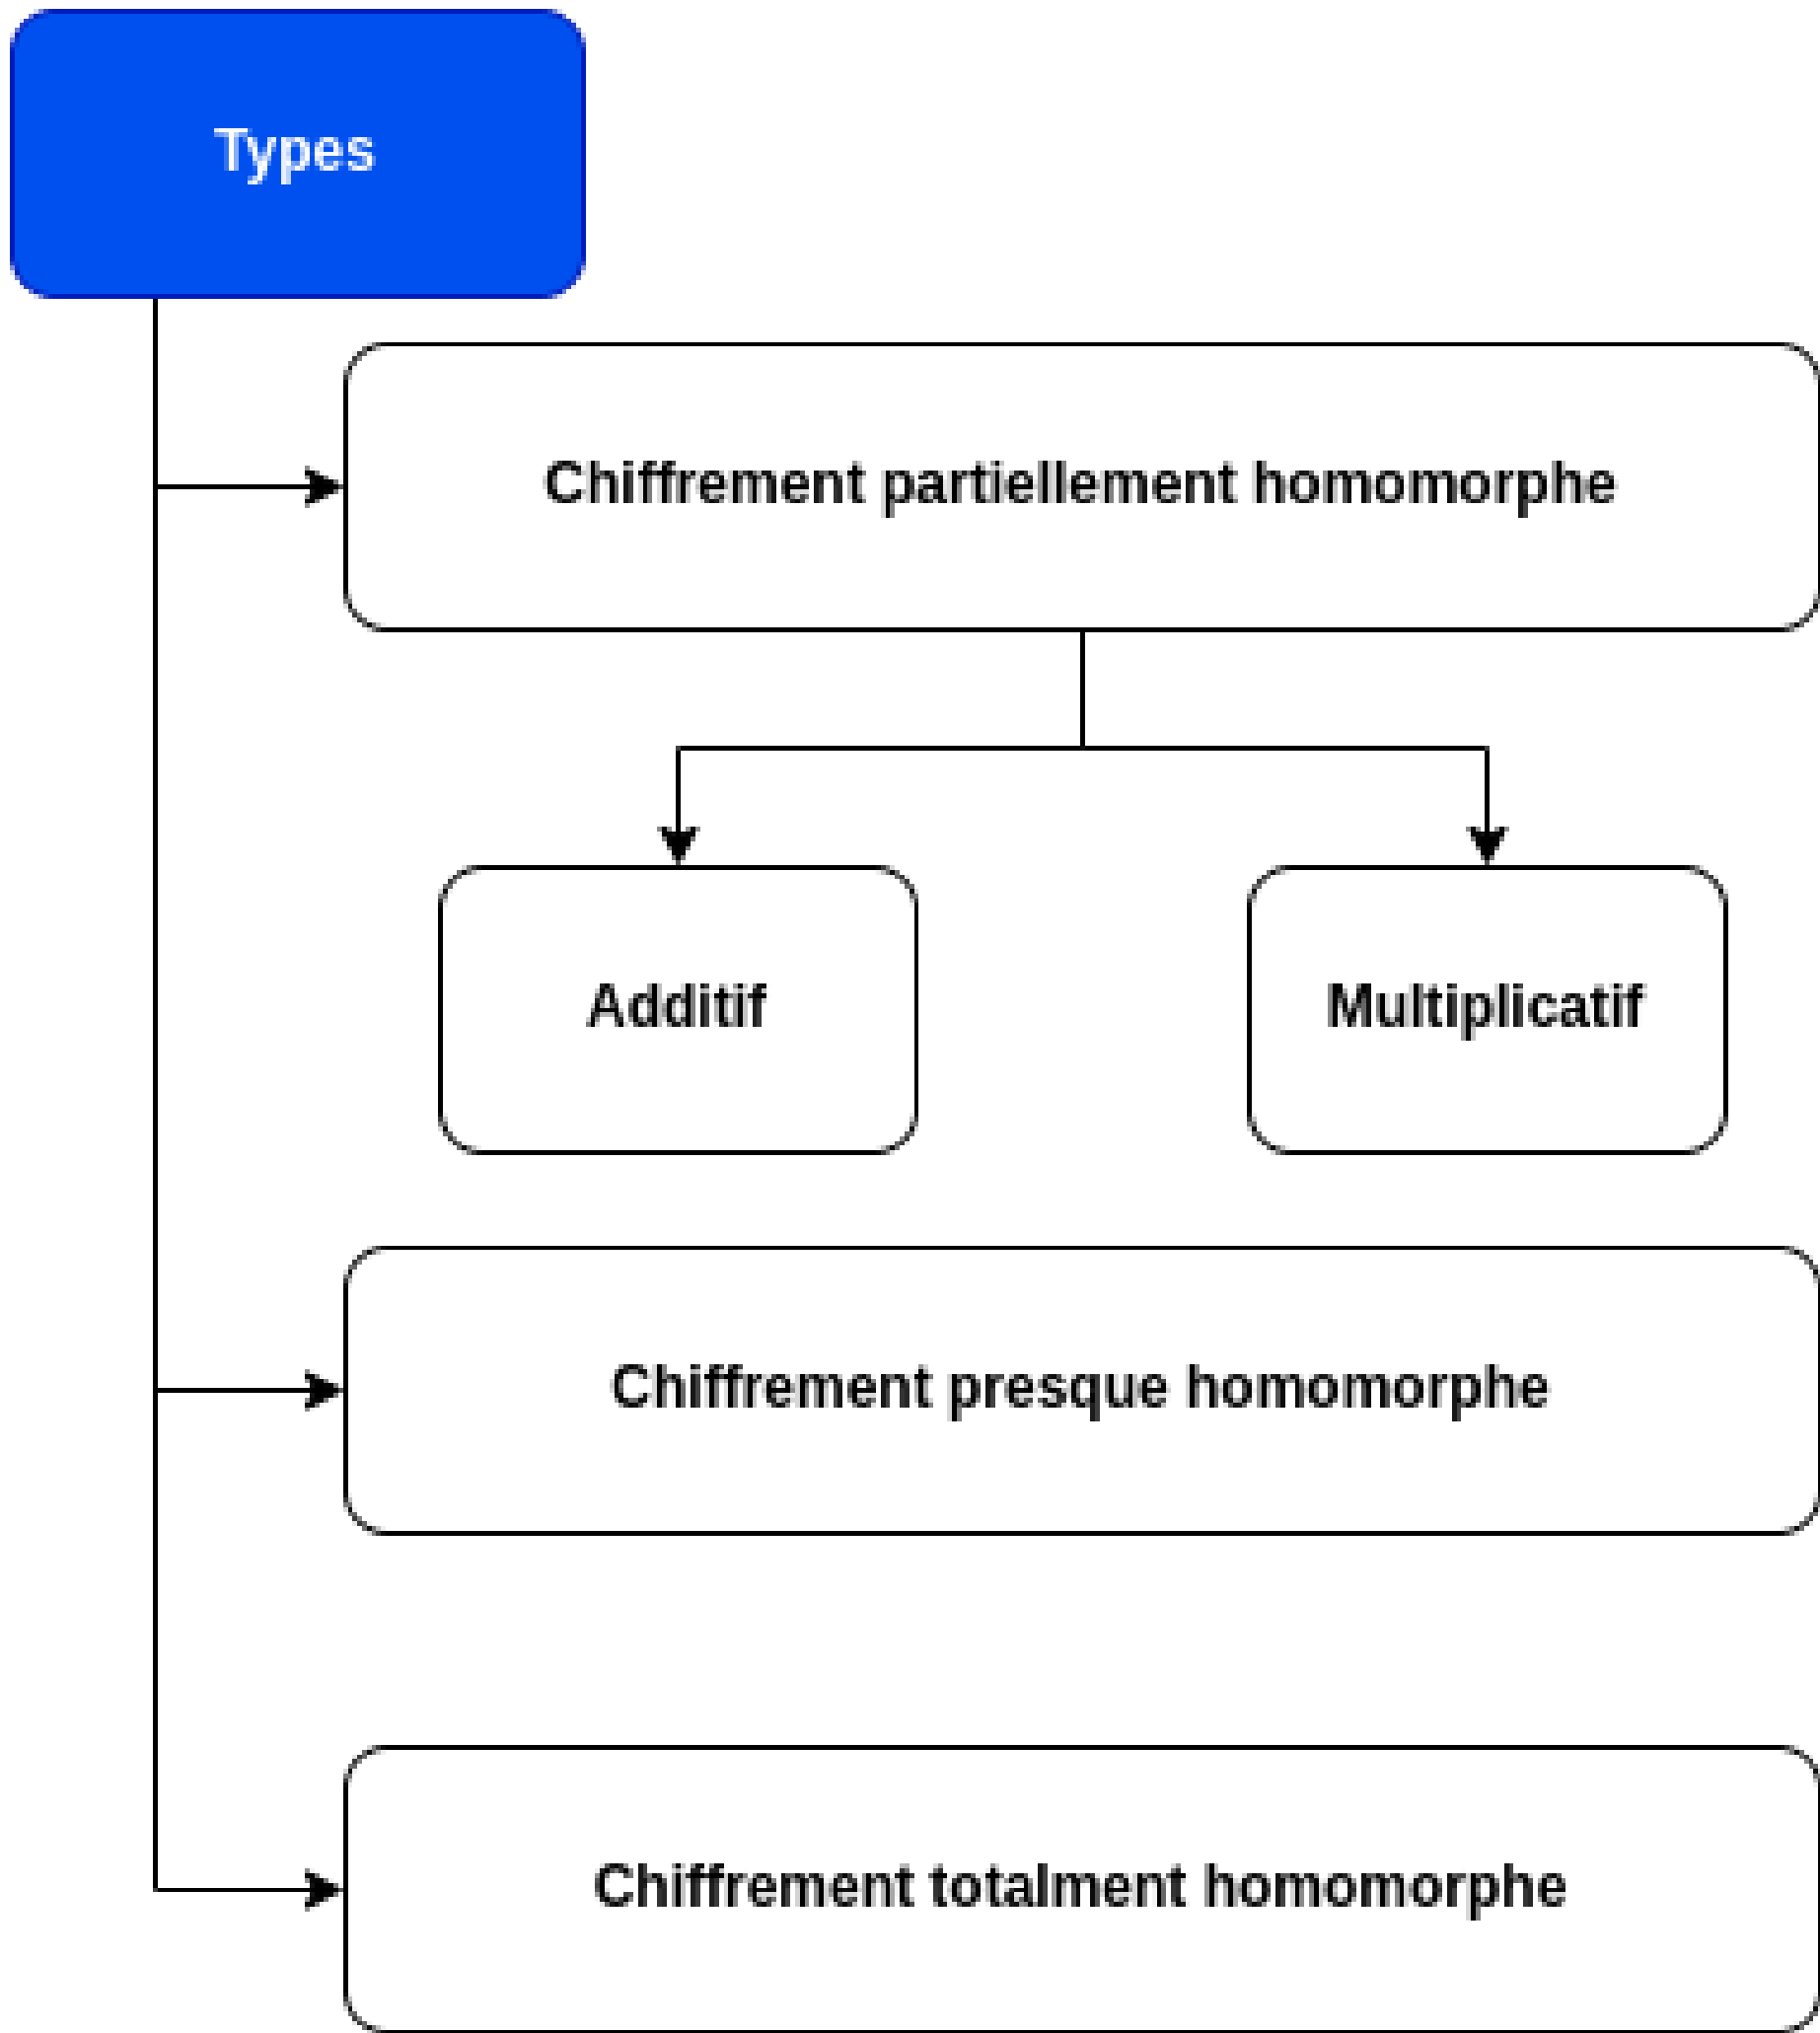 Types
Chiffrement partiellement homomorphe
Additif
Multiplicatif
Chiffrement presque homomorphe
Chiffrement totalment homomorphe